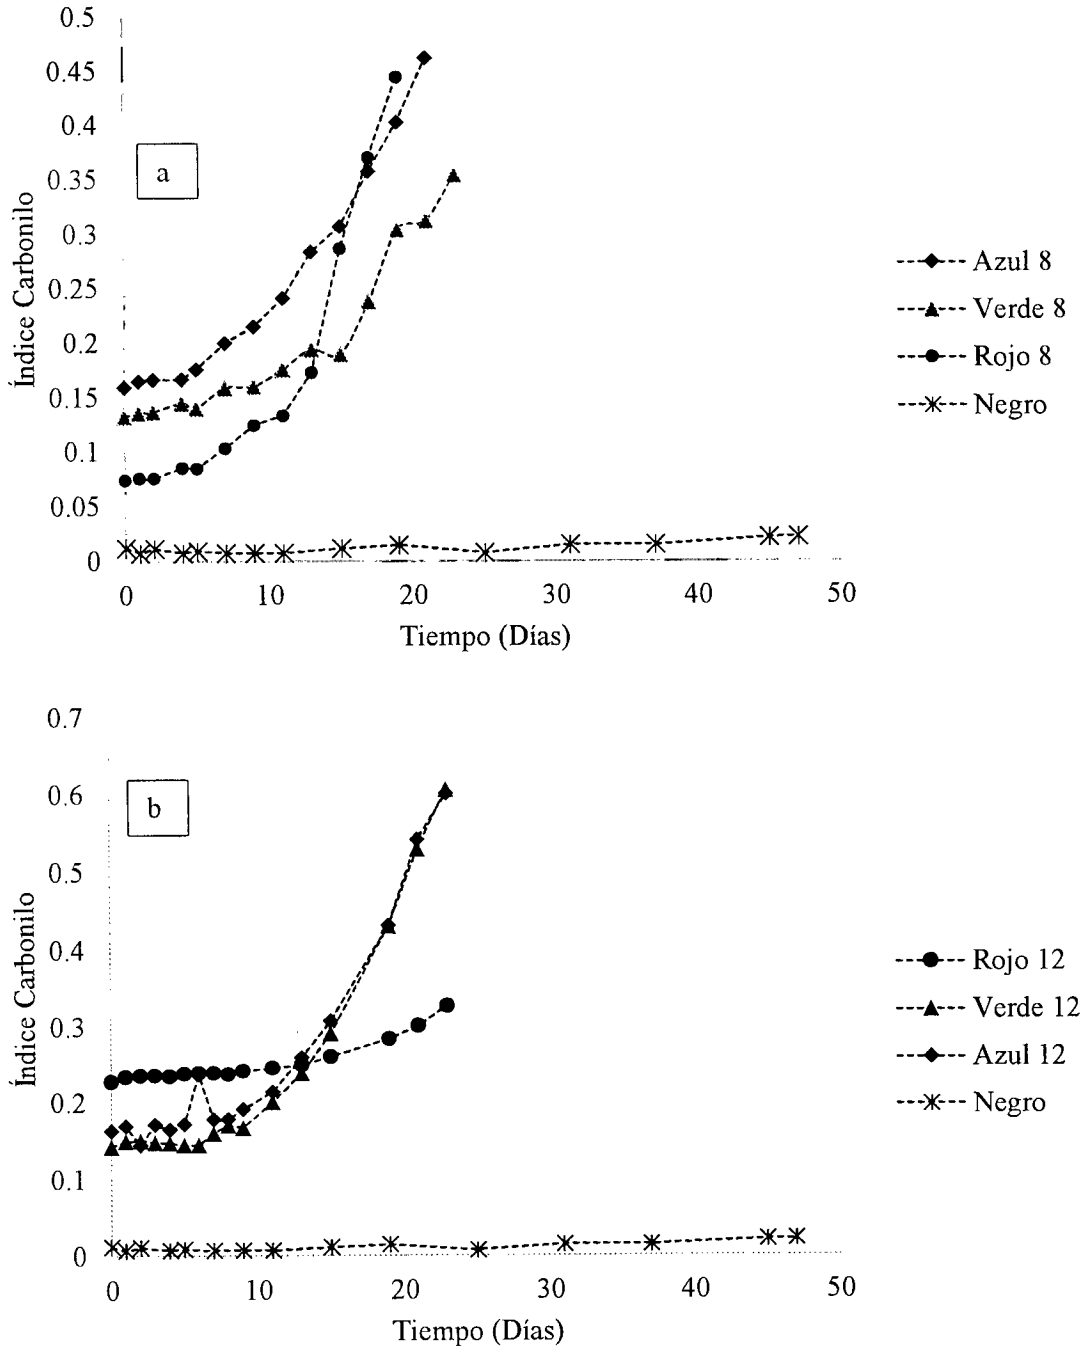 0.5
0.45
0.4
0.35
0.3
0.25
0.2
0.15
0.1
0.05
0
Índice Carbonilo
a
0 10 20 30 40 50
Tiempo (Días)
Azul 8
Verde 8
Rojo 8
Negro
0.7
0.6
0.5
0.4
0.3
0.2
0.1
0
Índice Carbonilo
b
0 10 20 30 40 50
Tiempo (Días)
Rojo 12
Verde 12
Azul 12
Negro